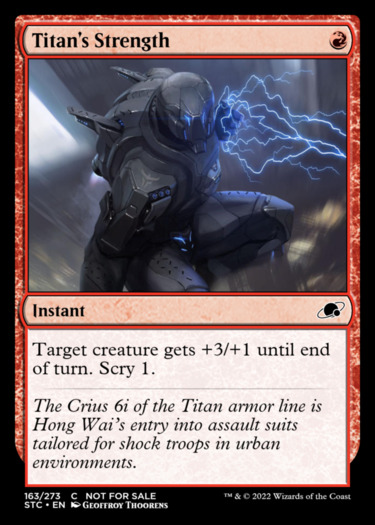 Titan's Strength
Instant
Target creature gets +3/+1 until end
of turn. Scry 1.
The Crius 6i of the Titan armor line is
Hong Wai's entry into assault suits
tailored for shock troops in urban
environments.
163/273 C NOT FOR SALE
STC • EN Geoffroy Thoorens
™ & © 2022 Wizards of the Coast